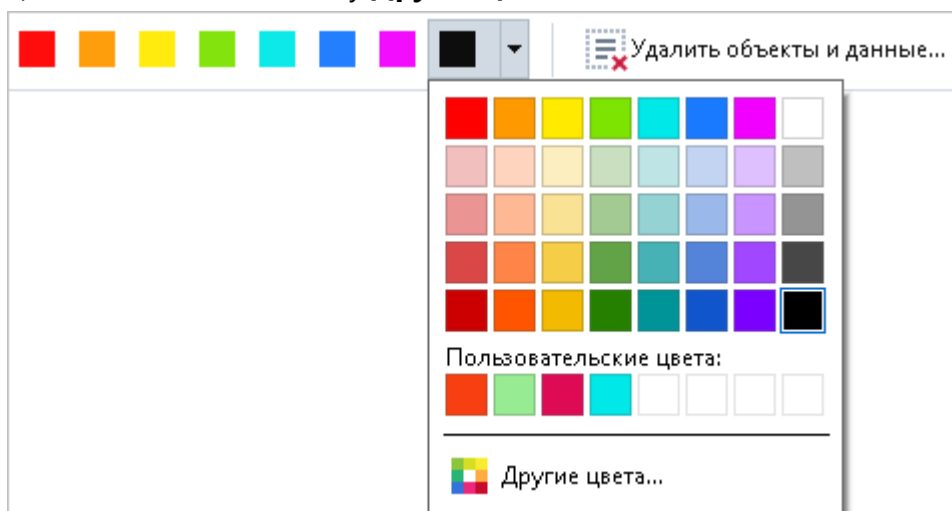 Удалить объекты и данные...
Пользовательские цвета:
Другие цвета...